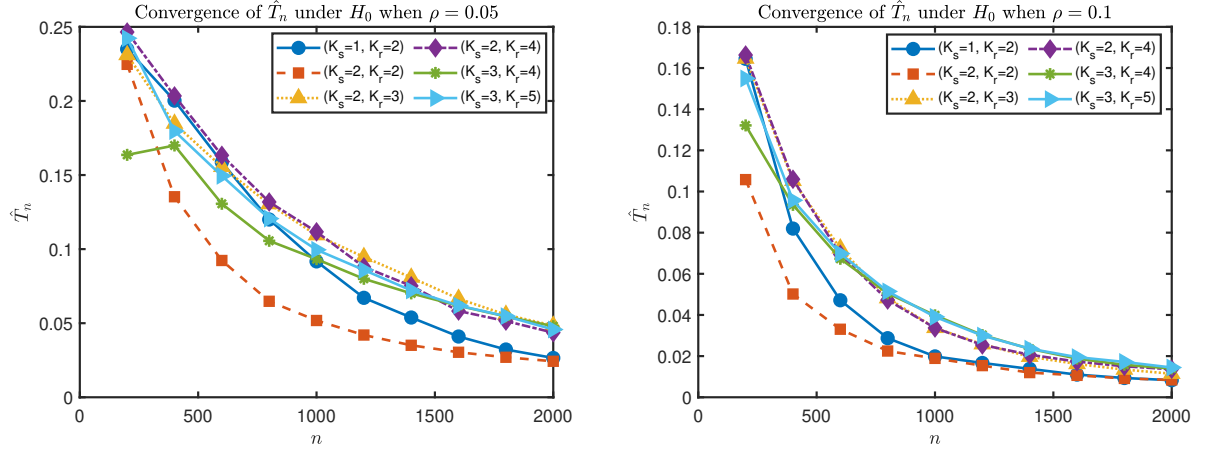 Convergence of T̂ₙ under H₀ when ρ = 0.05
(Kₛ=1, Kᵣ=2)
(Kₛ=2, Kᵣ=2)
(Kₛ=2, Kᵣ=3)
(Kₛ=2, Kᵣ=4)
(Kₛ=3, Kᵣ=4)
(Kₛ=3, Kᵣ=5)
0.25
0.2
0.15
0.1
0.05
0
T̂ₙ
0
500
1000
1500
2000
n
Convergence of T̂ₙ under H₀ when ρ = 0.1
(Kₛ=1, Kᵣ=2)
(Kₛ=2, Kᵣ=2)
(Kₛ=2, Kᵣ=3)
(Kₛ=2, Kᵣ=4)
(Kₛ=3, Kᵣ=4)
(Kₛ=3, Kᵣ=5)
0.18
0.16
0.14
0.12
0.1
0.08
0.06
0.04
0.02
0
T̂ₙ
0
500
1000
1500
2000
n